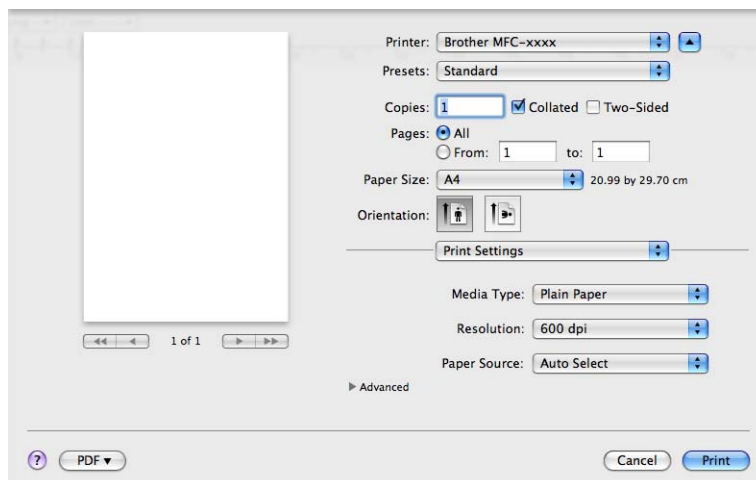 Printer: Brother MFC-xxxx
Presets: Standard
Copies: 1 Collated Two-Sided
Pages: All
From: 1 to: 1
Paper Size: A4 20.99 by 29.70 cm
Orientation:
Print Settings
Media Type: Plain Paper
Resolution: 600 dpi
Paper Source: Auto Select
Advanced
1 of 1
? PDF Cancel Print